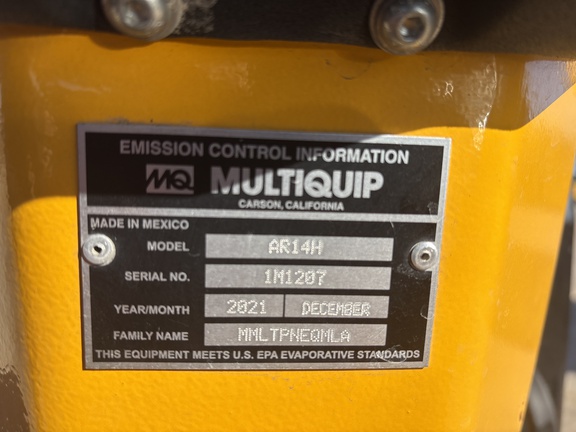 EMISSION CONTROL INFORMATION
MQ MULTIQUIP
CARSON, CALIFORNIA
MADE IN MEXICO
MODEL AR14H
SERIAL NO. 1M1207
YEAR/MONTH 2021 DECEMBER
FAMILY NAME MMLTPNEQMLA
THIS EQUIPMENT MEETS U.S. EPA EVAPORATIVE STANDARDS